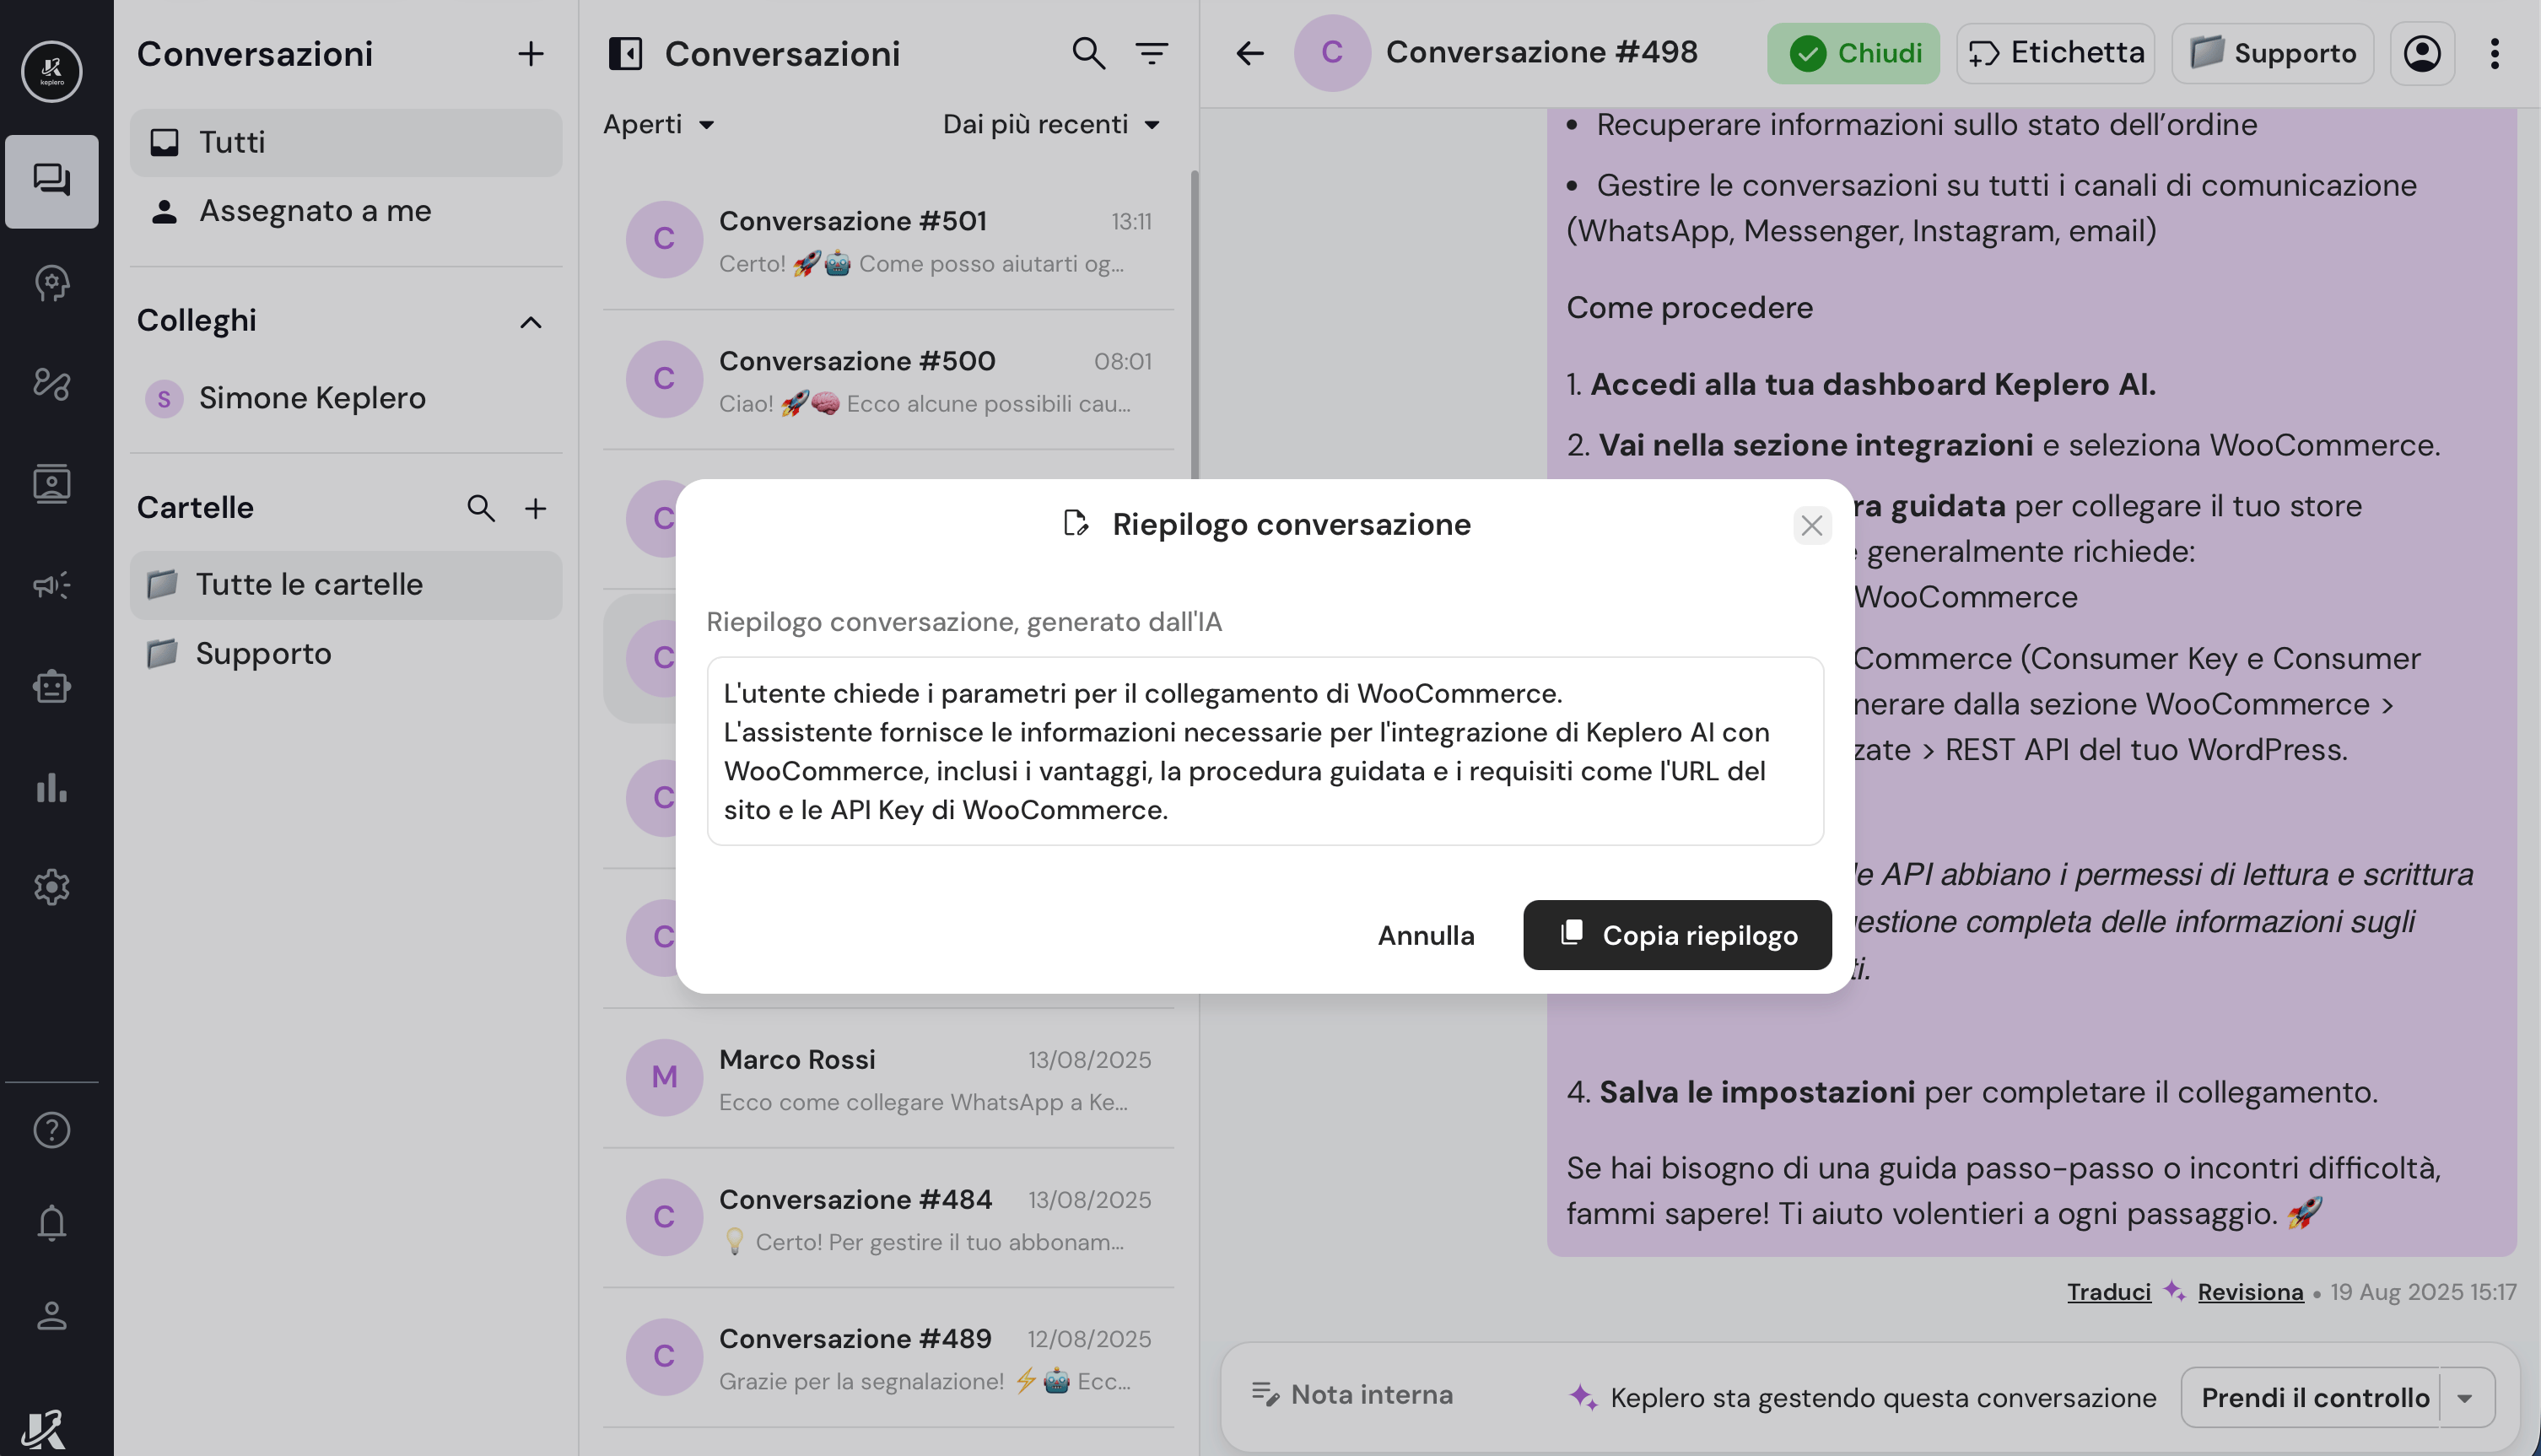 keplero
Conversazioni
Tutti
Assegnato a me
Colleghi
S
Simone Keplero
Cartelle
Tutte le cartelle
Supporto
Conversazioni
Aperti
Dai più recenti
C
Conversazione #501
13:11
Certo! 🚀🤖 Come posso aiutarti og...
C
Conversazione #500
08:01
Ciao! 🚀🧠 Ecco alcune possibili cau...
C
C
C
C
M
Marco Rossi
13/08/2025
Ecco come collegare WhatsApp a Ke...
C
Conversazione #484
13/08/2025
💡 Certo! Per gestire il tuo abbonam...
C
Conversazione #489
12/08/2025
Grazie per la segnalazione! ⚡🤖 Ecc...
C
Conversazione #498
Chiudi
Etichetta
Supporto
• Recuperare informazioni sullo stato dell’ordine
• Gestire le conversazioni su tutti i canali di comunicazione
(WhatsApp, Messenger, Instagram, email)
Come procedere
1. Accedi alla tua dashboard Keplero AI.
2. Vai nella sezione integrazioni e seleziona WooCommerce.
ra guidata per collegare il tuo store
e generalmente richiede:
WooCommerce
Commerce (Consumer Key e Consumer
nerare dalla sezione WooCommerce >
zate > REST API del tuo WordPress.
le API abbiano i permessi di lettura e scrittura
estione completa delle informazioni sugli
ti.
4. Salva le impostazioni per completare il collegamento.
Se hai bisogno di una guida passo-passo o incontri difficoltà,
fammi sapere! Ti aiuto volentieri a ogni passaggio. 🚀
Traduci Revisiona • 19 Aug 2025 15:17
Nota interna
Keplero sta gestendo questa conversazione
Prendi il controllo
Riepilogo conversazione
Riepilogo conversazione, generato dall'IA
L'utente chiede i parametri per il collegamento di WooCommerce.
L'assistente fornisce le informazioni necessarie per l'integrazione di Keplero AI con
WooCommerce, inclusi i vantaggi, la procedura guidata e i requisiti come l'URL del
sito e le API Key di WooCommerce.
Annulla
Copia riepilogo